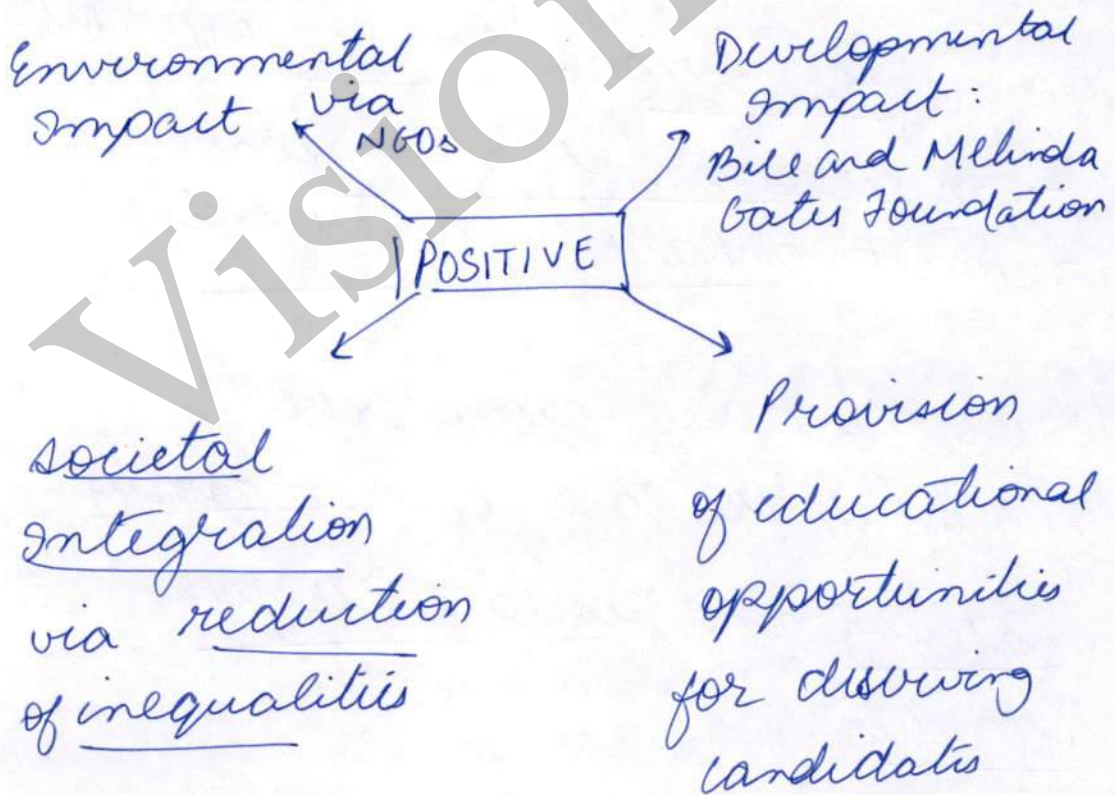 Environmental
Impact via
NGOs
Developmental
Impact:
Bill and Melinda
Gates Foundation
POSITIVE
Societal
Integration
via reduction
of inequalities
Provision
of educational
opportunities
for deserving
candidates
Vision